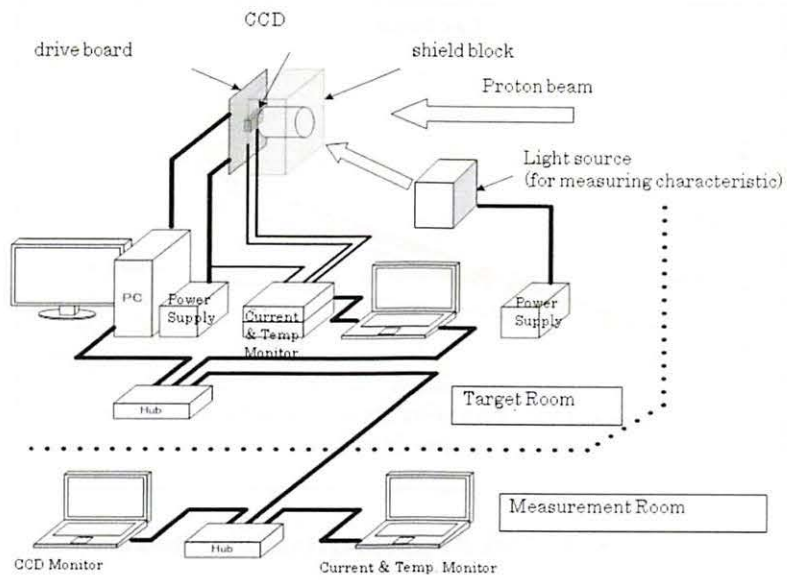 CCD
drive board
shield block
Proton beam
Light source
(for measuring characteristic)
PC
Power
Supply
Current
& Temp
Monitor
Power
Supply
Hub
Target Room
Measurement Room
Hub
CCD Monitor
Current & Temp. Monitor